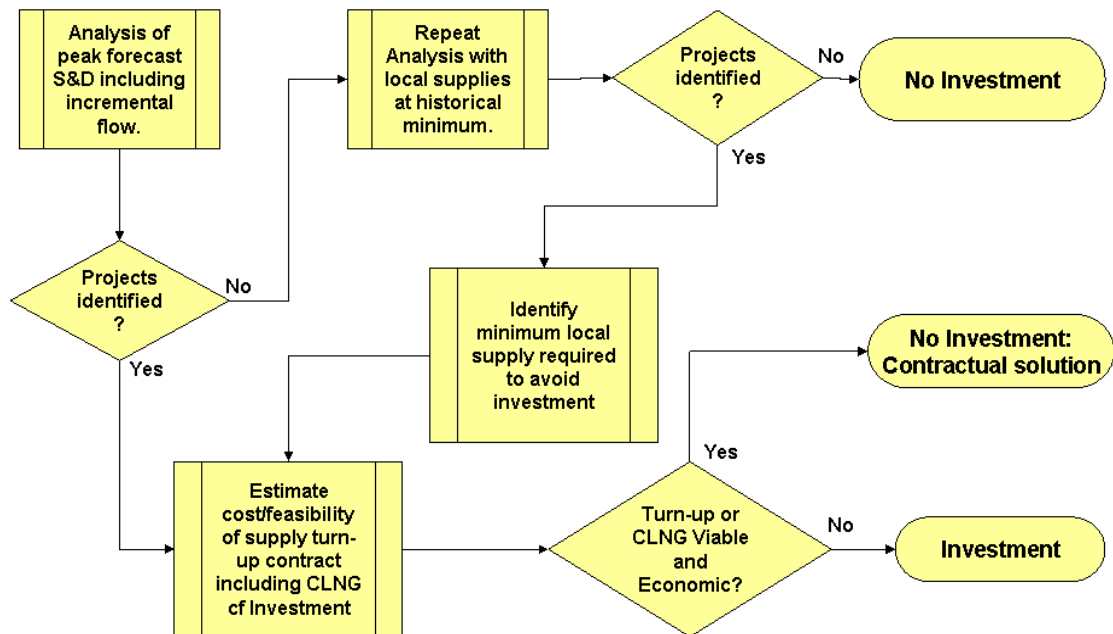 Analysis of
peak forecast
S&D including
incremental
flow.
Repeat
Analysis with
local supplies
at historical
minimum.
Projects
identified
?
No
No Investment
Yes
Projects
identified
?
No
Yes
Identify
minimum local
supply required
to avoid
investment
No Investment:
Contractual solution
Yes
Estimate
cost/feasibility
of supply turn-
up contract
including CLNG
cf Investment
Turn-up or
CLNG Viable
and
Economic?
No
Investment